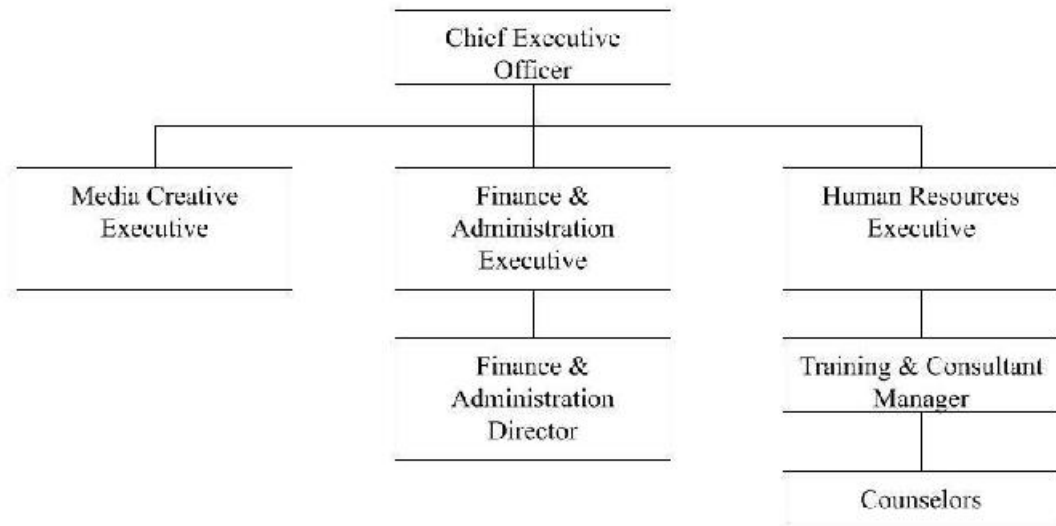 Chief Executive
Officer
Media Creative
Executive
Finance &
Administration
Executive
Human Resources
Executive
Finance &
Administration
Director
Training & Consultant
Manager
Counselors